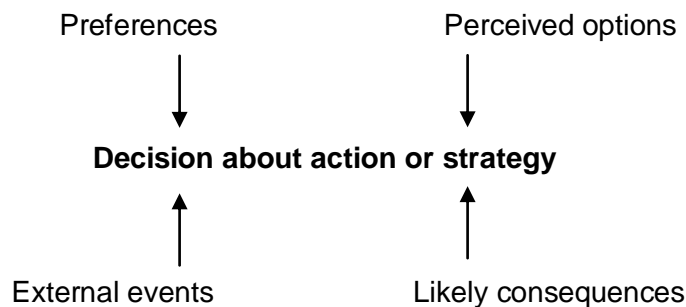 Preferences
Perceived options
Decision about action or strategy
External events
Likely consequences